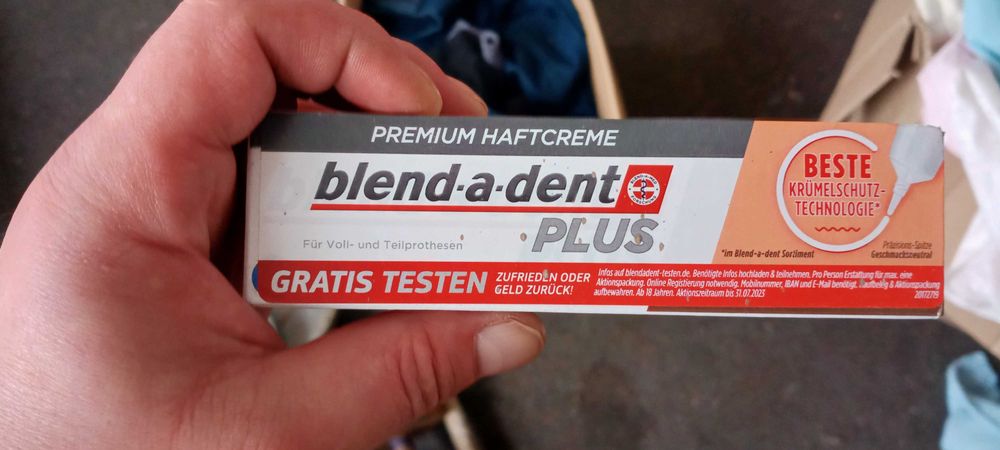 PREMIUM HAFTCREME
blend-a-dent
PLUS
Für Voll- und Teilprothesen
BESTE
KRÜMELSCHUTZ-
TECHNOLOGIE*
*im Blend-a-dent Sortiment
Präzisions-Spitze
Geschmacksneutral
GRATIS TESTEN
ZUFRIEDEN ODER
GELD ZURÜCK!
Infos auf blendadent-testen.de. Benötigte Infos hochladen & teilnehmen. Pro Person Erstattung für max. eine
Aktionspackung. Online Registrierung notwendig. Mobilnummer, IBAN und E-Mail benötigt. Kaufbeleg & Aktionspackung
aufbewahren. Ab 18 Jahren. Aktionszeitraum bis 31.07.2023
20172719